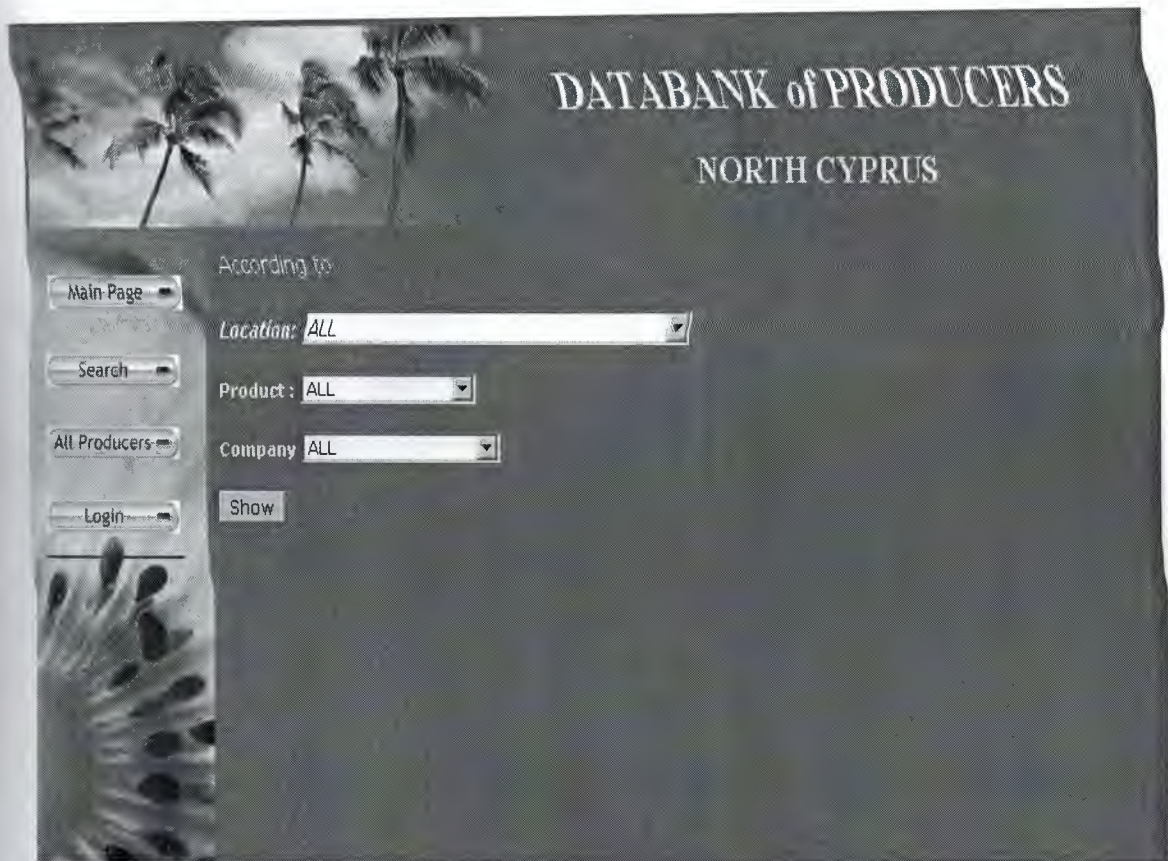 DATABANK of PRODUCERS
NORTH CYPRUS
According to
Main Page
Location: ALL
Search
Product : ALL
All Producers
Company ALL
Login
Show